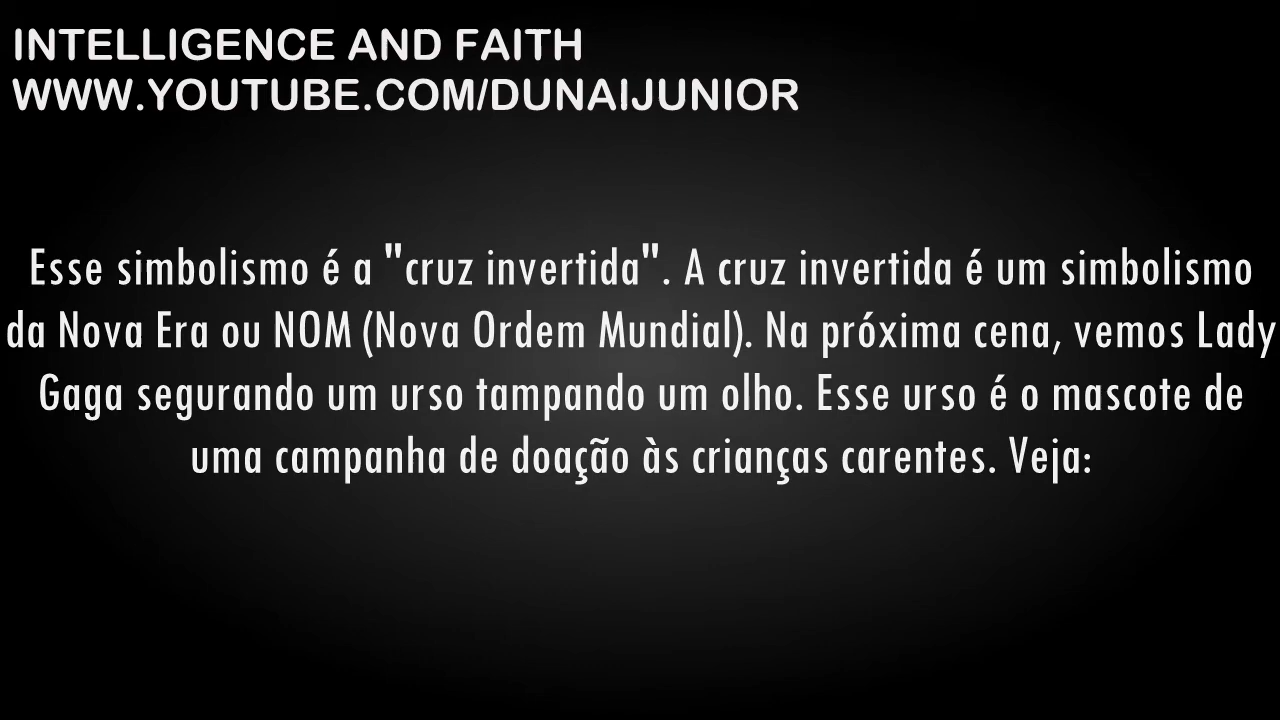 INTELLIGENCE AND FAITH
WWW.YOUTUBE.COM/DUNAIJUNIOR
Esse simbolismo é a "cruz invertida". A cruz invertida é um simbolismo
da Nova Era ou NOM (Nova Ordem Mundial). Na próxima cena, vemos Lady
Gaga segurando um urso tampando um olho. Esse urso é o mascote de
uma campanha de doação às crianças carentes. Veja: